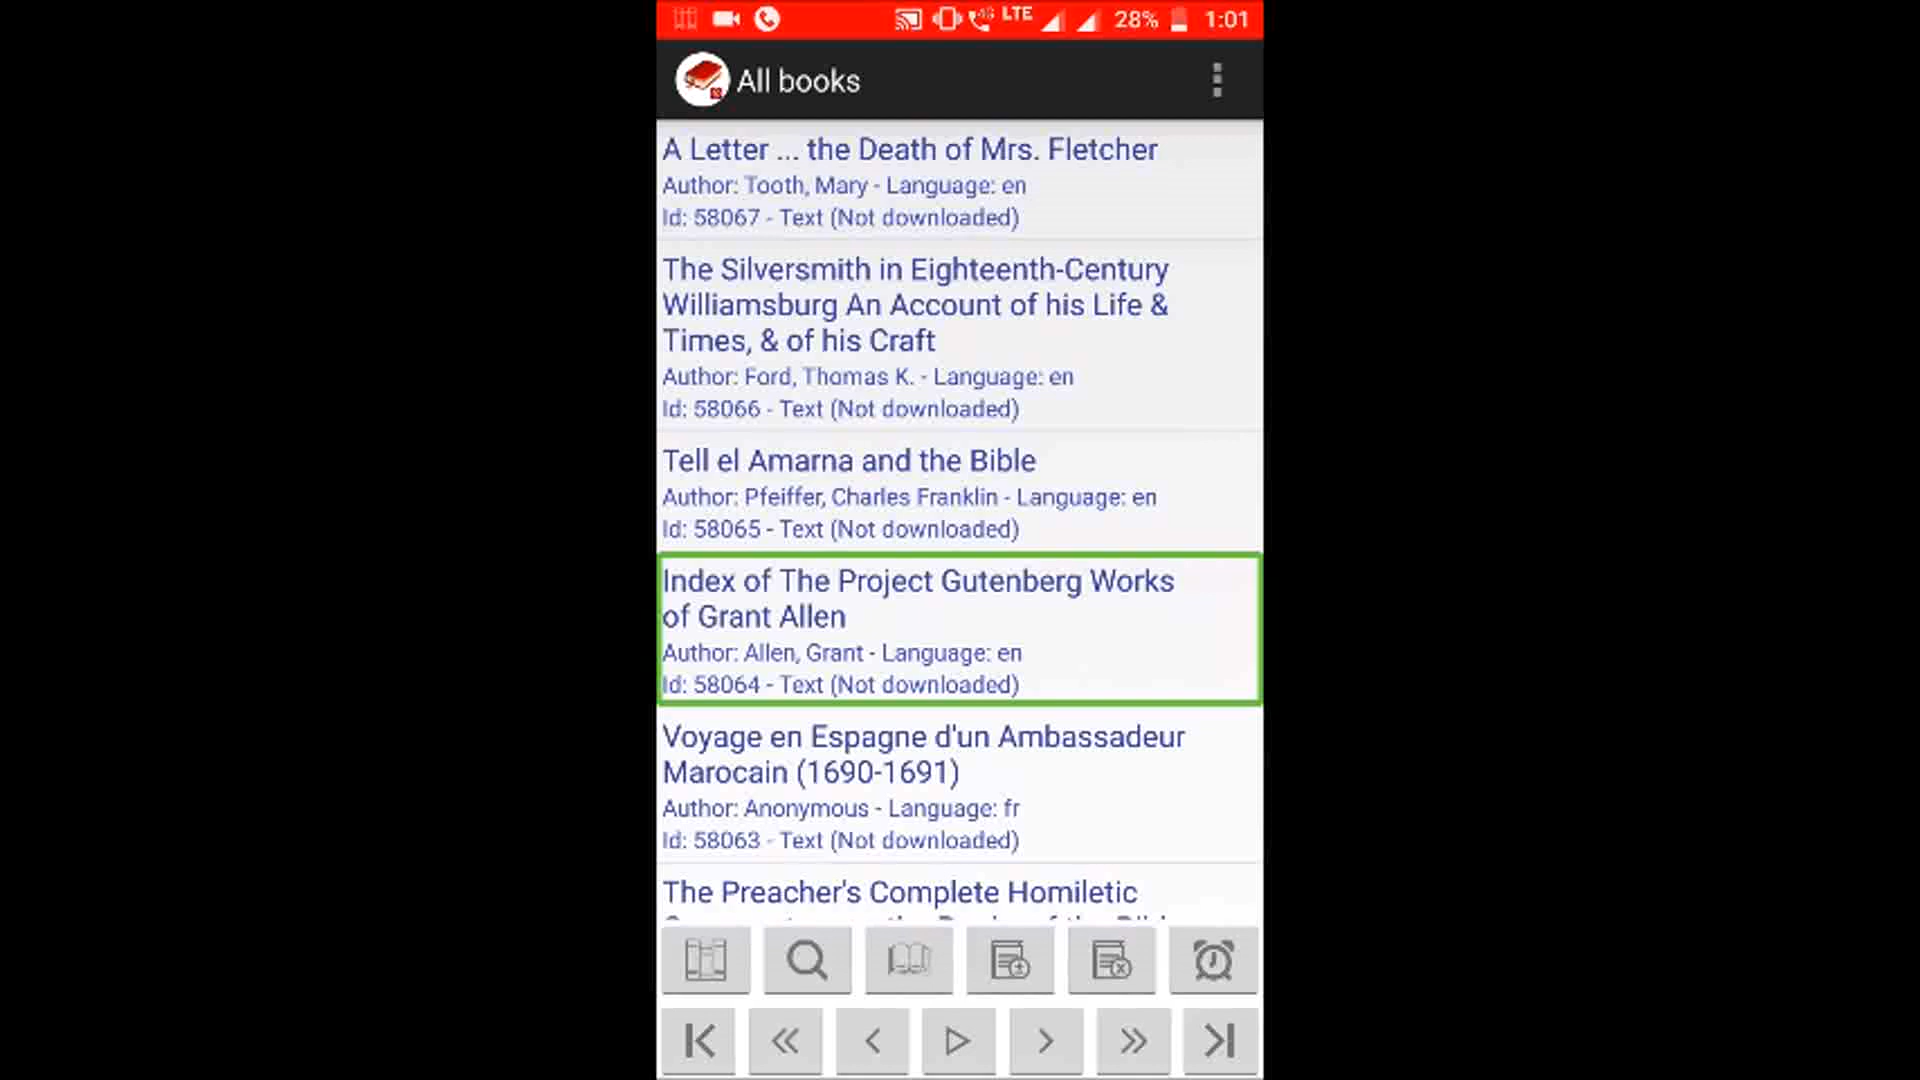 LTE 28% 1:01
All books
A Letter ... the Death of Mrs. Fletcher
Author: Tooth, Mary - Language: en
Id: 58067 - Text (Not downloaded)
The Silversmith in Eighteenth-Century
Williamsburg An Account of his Life &
Times, & of his Craft
Author: Ford, Thomas K. - Language: en
Id: 58066 - Text (Not downloaded)
Tell el Amarna and the Bible
Author: Pfeiffer, Charles Franklin - Language: en
Id: 58065 - Text (Not downloaded)
Index of The Project Gutenberg Works
of Grant Allen
Author: Allen, Grant - Language: en
Id: 58064 - Text (Not downloaded)
Voyage en Espagne d'un Ambassadeur
Marocain (1690-1691)
Author: Anonymous - Language: fr
Id: 58063 - Text (Not downloaded)
The Preacher's Complete Homiletic